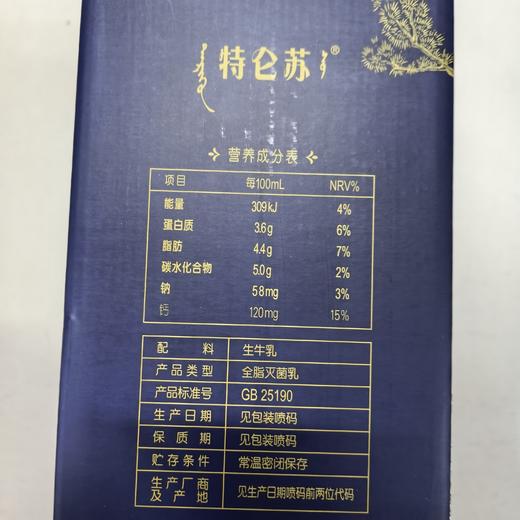 特仑苏®
营养成分表
项目 每100mL NRV%
能量 309kJ 4%
蛋白质 3.6g 6%
脂肪 4.4g 7%
碳水化合物 5.0g 2%
钠 58mg 3%
钙 120mg 15%
配料 生牛乳
产品类型 全脂灭菌乳
产品标准号 GB 25190
生产日期 见包装喷码
保质期 见包装喷码
贮存条件 常温密闭保存
生产厂商及产地 见生产日期喷码前两位代码